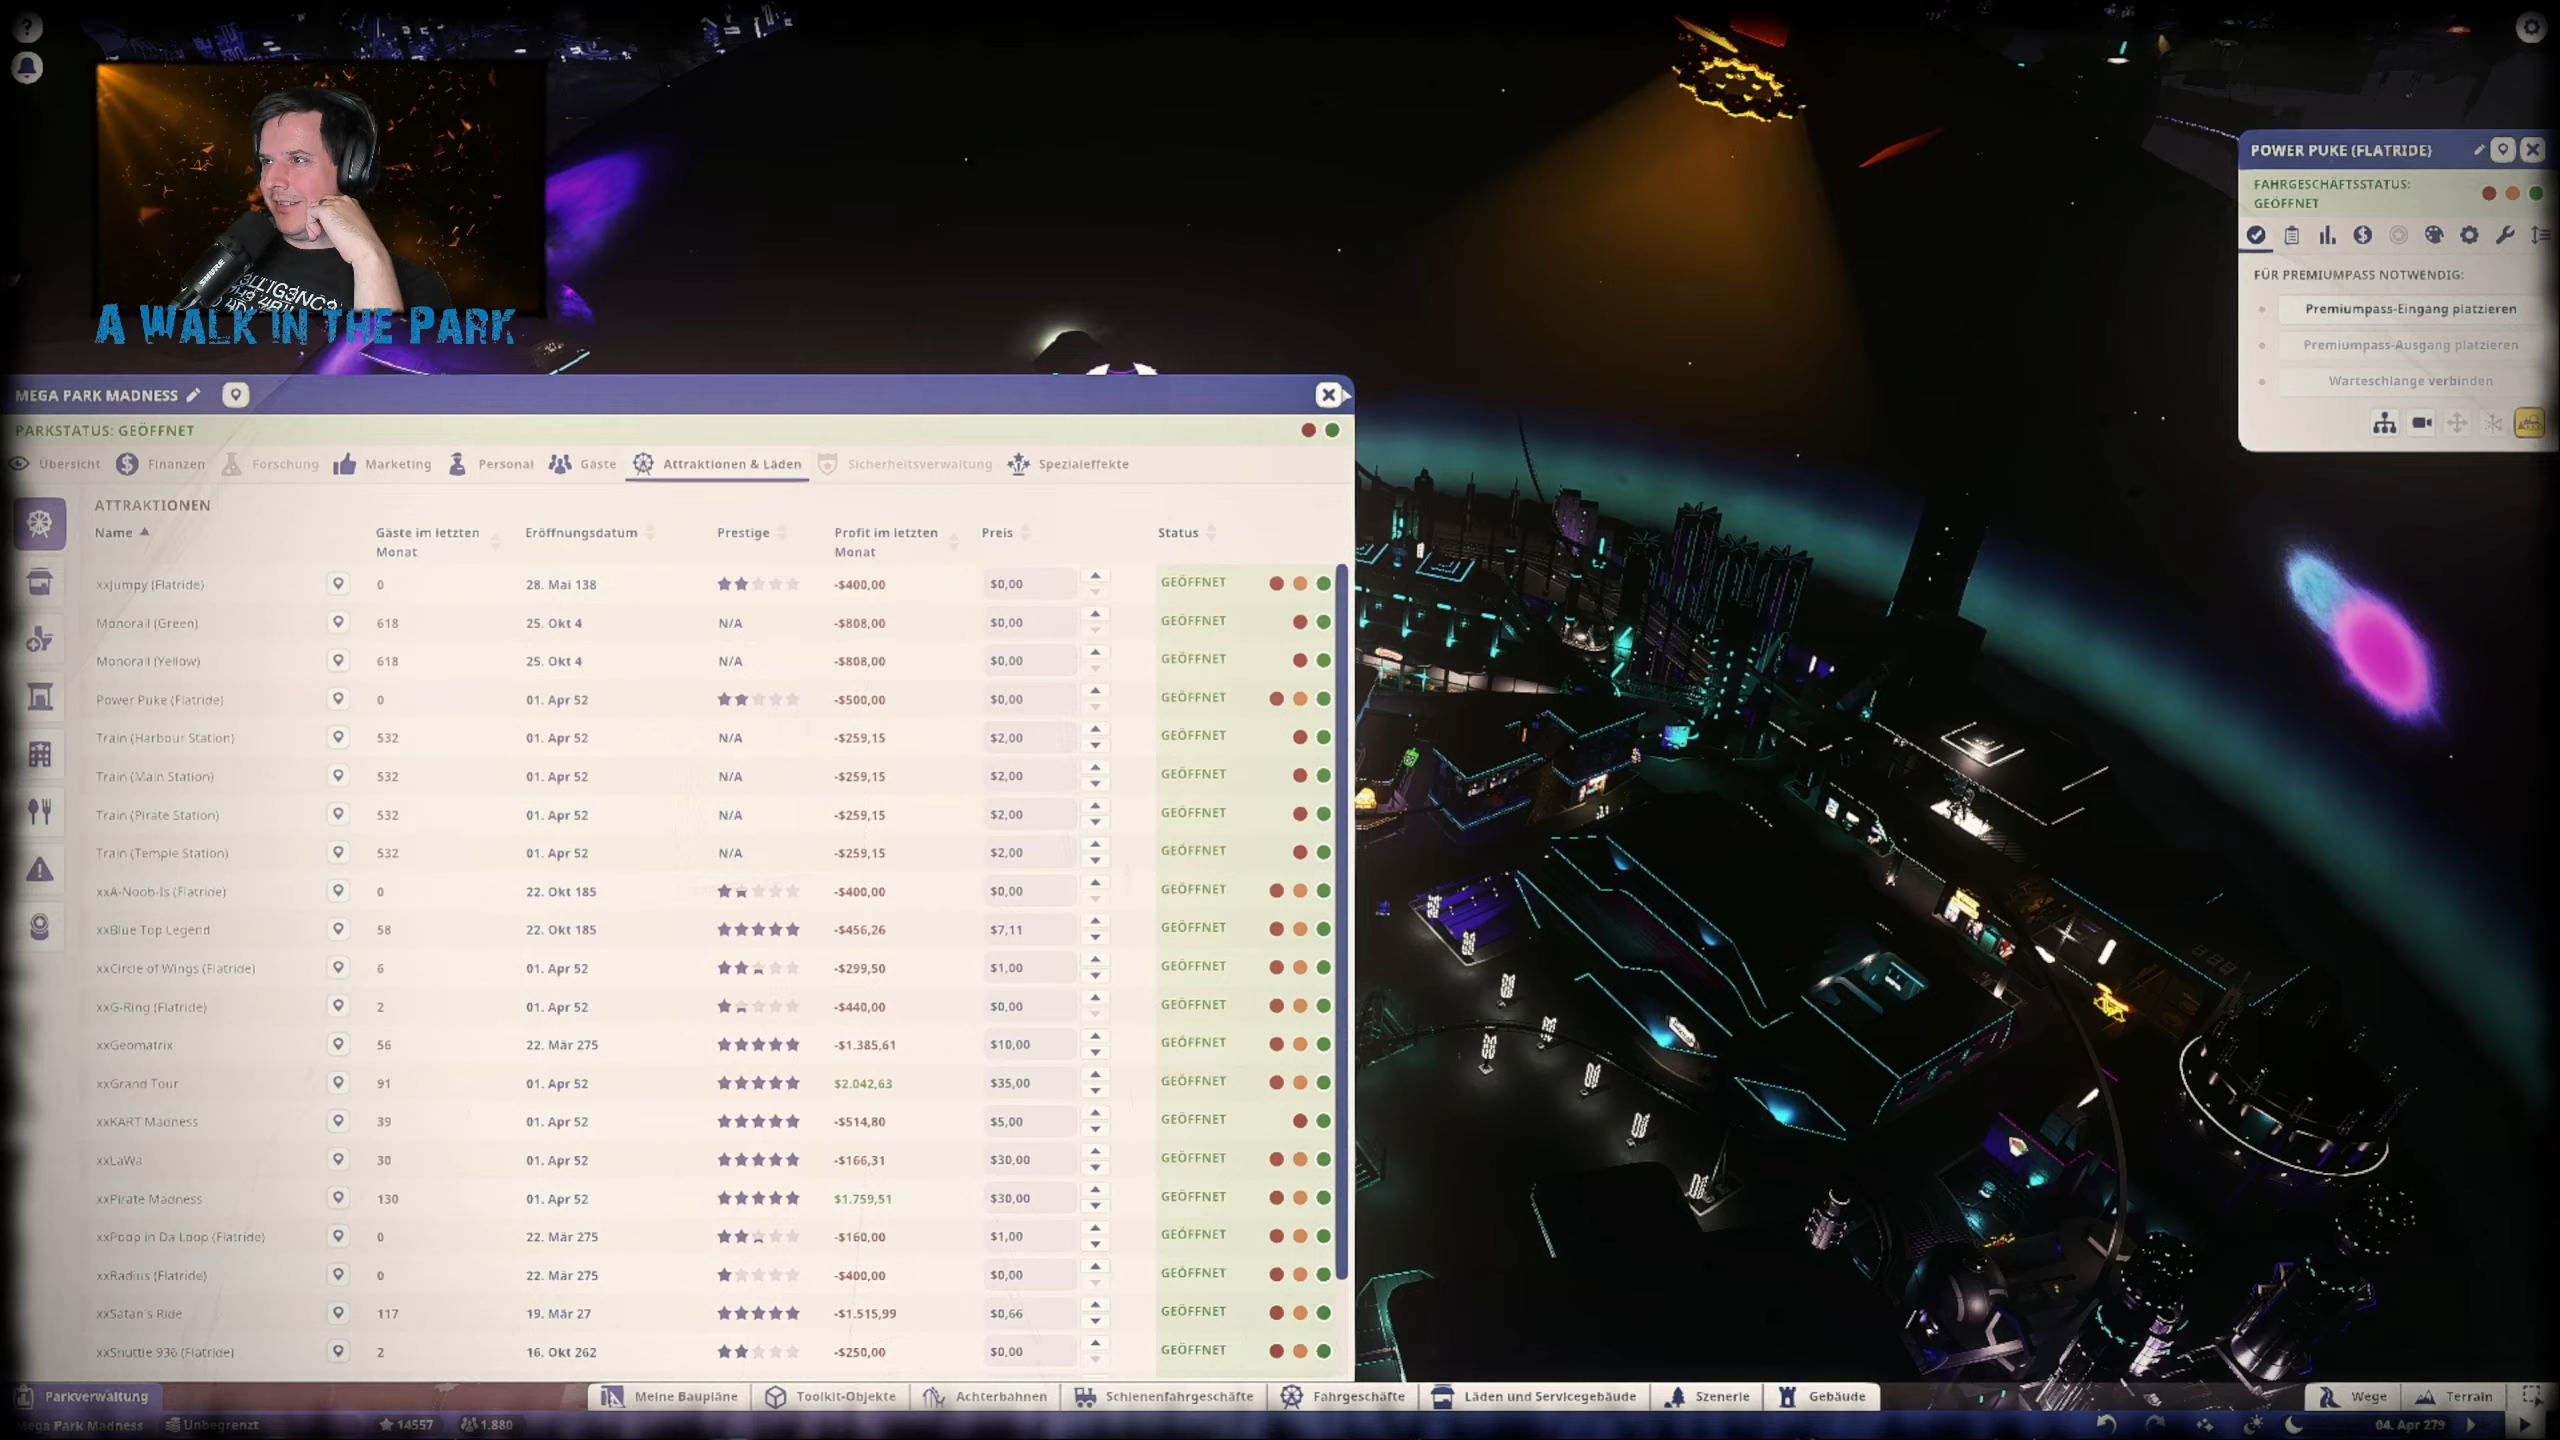 ?
SHURE
A WALK IN THE PARK
POWER PUKE (FLATRIDE)
FAHRGESCHÄFTSSTATUS:
GEÖFFNET
FÜR PREMIUMPASS NOTWENDIG:
Premiumpass-Eingang platzieren
Premiumpass-Ausgang platzieren
Warteschlange verbinden
MEGA PARK MADNESS
PARKSTATUS: GEÖFFNET
Übersicht Finanzen Forschung Marketing Personal Gäste Attraktionen & Läden Sicherheitsverwaltung Spezialeffekte
ATTRAKTIONEN
Name Gäste im letzten Monat Eröffnungsdatum Prestige Profit im letzten Monat Preis Status
xxJumpy (Flatride) 0 28. Mai 138 -$400,00 $0,00 GEÖFFNET
Monorail (Green) 618 25. Okt 4 N/A -$808,00 $0,00 GEÖFFNET
Monorail (Yellow) 618 25. Okt 4 N/A -$808,00 $0,00 GEÖFFNET
Power Puke (Flatride) 0 01. Apr 52 -$500,00 $0,00 GEÖFFNET
Train (Harbour Station) 532 01. Apr 52 N/A -$259,15 $2,00 GEÖFFNET
Train (Main Station) 532 01. Apr 52 N/A -$259,15 $2,00 GEÖFFNET
Train (Pirate Station) 532 01. Apr 52 N/A -$259,15 $2,00 GEÖFFNET
Train (Temple Station) 532 01. Apr 52 N/A -$259,15 $2,00 GEÖFFNET
xxA-Noob-Is (Flatride) 0 22. Okt 185 -$400,00 $0,00 GEÖFFNET
xxBlue Top Legend 58 22. Okt 185 -$456,26 $7,11 GEÖFFNET
xxCircle of Wings (Flatride) 6 01. Apr 52 -$299,50 $1,00 GEÖFFNET
xxG-Ring (Flatride) 2 01. Apr 52 -$440,00 $0,00 GEÖFFNET
xxGeomatrix 56 22. Mär 275 -$1.385,61 $10,00 GEÖFFNET
xxGrand Tour 91 01. Apr 52 $2.042,63 $35,00 GEÖFFNET
xxKART Madness 39 01. Apr 52 -$514,80 $5,00 GEÖFFNET
xxLaWa 30 01. Apr 52 -$166,31 $30,00 GEÖFFNET
xxPirate Madness 130 01. Apr 52 $1.759,51 $30,00 GEÖFFNET
xxPoop in Da Loop (Flatride) 0 22. Mär 275 -$160,00 $1,00 GEÖFFNET
xxRadius (Flatride) 0 22. Mär 275 -$400,00 $0,00 GEÖFFNET
xxSatan's Ride 117 19. Mär 27 -$1.515,99 $0,66 GEÖFFNET
xxShuttle 936 (Flatride) 2 16. Okt 262 -$250,00 $0,00 GEÖFFNET
Parkverwaltung Meine Baupläne Toolkit-Objekte Achterbahnen Schienenfahrgeschäfte Fahrgeschäfte Läden und Servicegebäude Szenerie Gebäude Wege Terrain
Mega Park Madness Unbegrenzt 14557 1.880 04. Apr 279